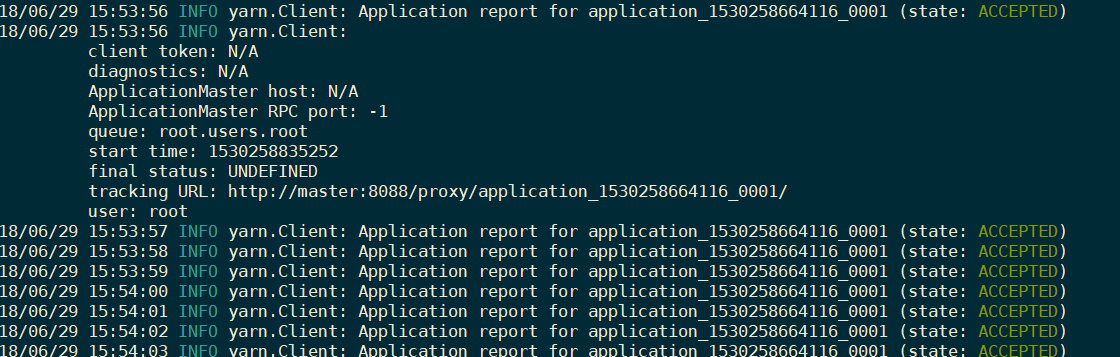 18/06/29 15:53:56 INFO yarn.Client: Application report for application_1530258664116_0001 (state: ACCEPTED)
18/06/29 15:53:56 INFO yarn.Client:
client token: N/A
diagnostics: N/A
ApplicationMaster host: N/A
ApplicationMaster RPC port: -1
queue: root.users.root
start time: 1530258835252
final status: UNDEFINED
tracking URL: http://master:8088/proxy/application_1530258664116_0001/
user: root
18/06/29 15:53:57 INFO yarn.Client: Application report for application_1530258664116_0001 (state: ACCEPTED)
18/06/29 15:53:58 INFO yarn.Client: Application report for application_1530258664116_0001 (state: ACCEPTED)
18/06/29 15:53:59 INFO yarn.Client: Application report for application_1530258664116_0001 (state: ACCEPTED)
18/06/29 15:54:00 INFO yarn.Client: Application report for application_1530258664116_0001 (state: ACCEPTED)
18/06/29 15:54:01 INFO yarn.Client: Application report for application_1530258664116_0001 (state: ACCEPTED)
18/06/29 15:54:02 INFO yarn.Client: Application report for application_1530258664116_0001 (state: ACCEPTED)
18/06/29 15:54:03 INFO yarn.Client: Application report for application_1530258664116_0001 (state: ACCEPTED)